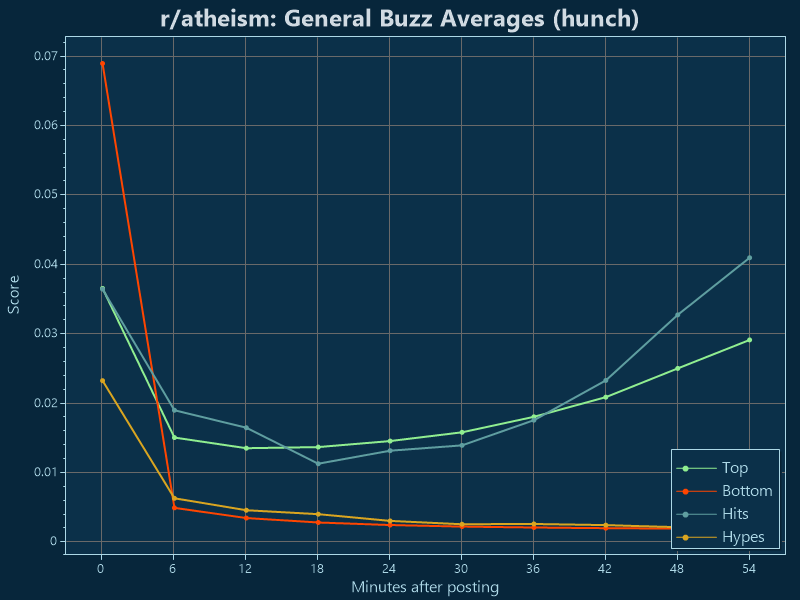 r/atheism: General Buzz Averages (hunch)
0.07
0.06
0.05
0.04
0.03
0.02
0.01
0
Score
0 6 12 18 24 30 36 42 48 54
Minutes after posting
Top
Bottom
Hits
Hypes